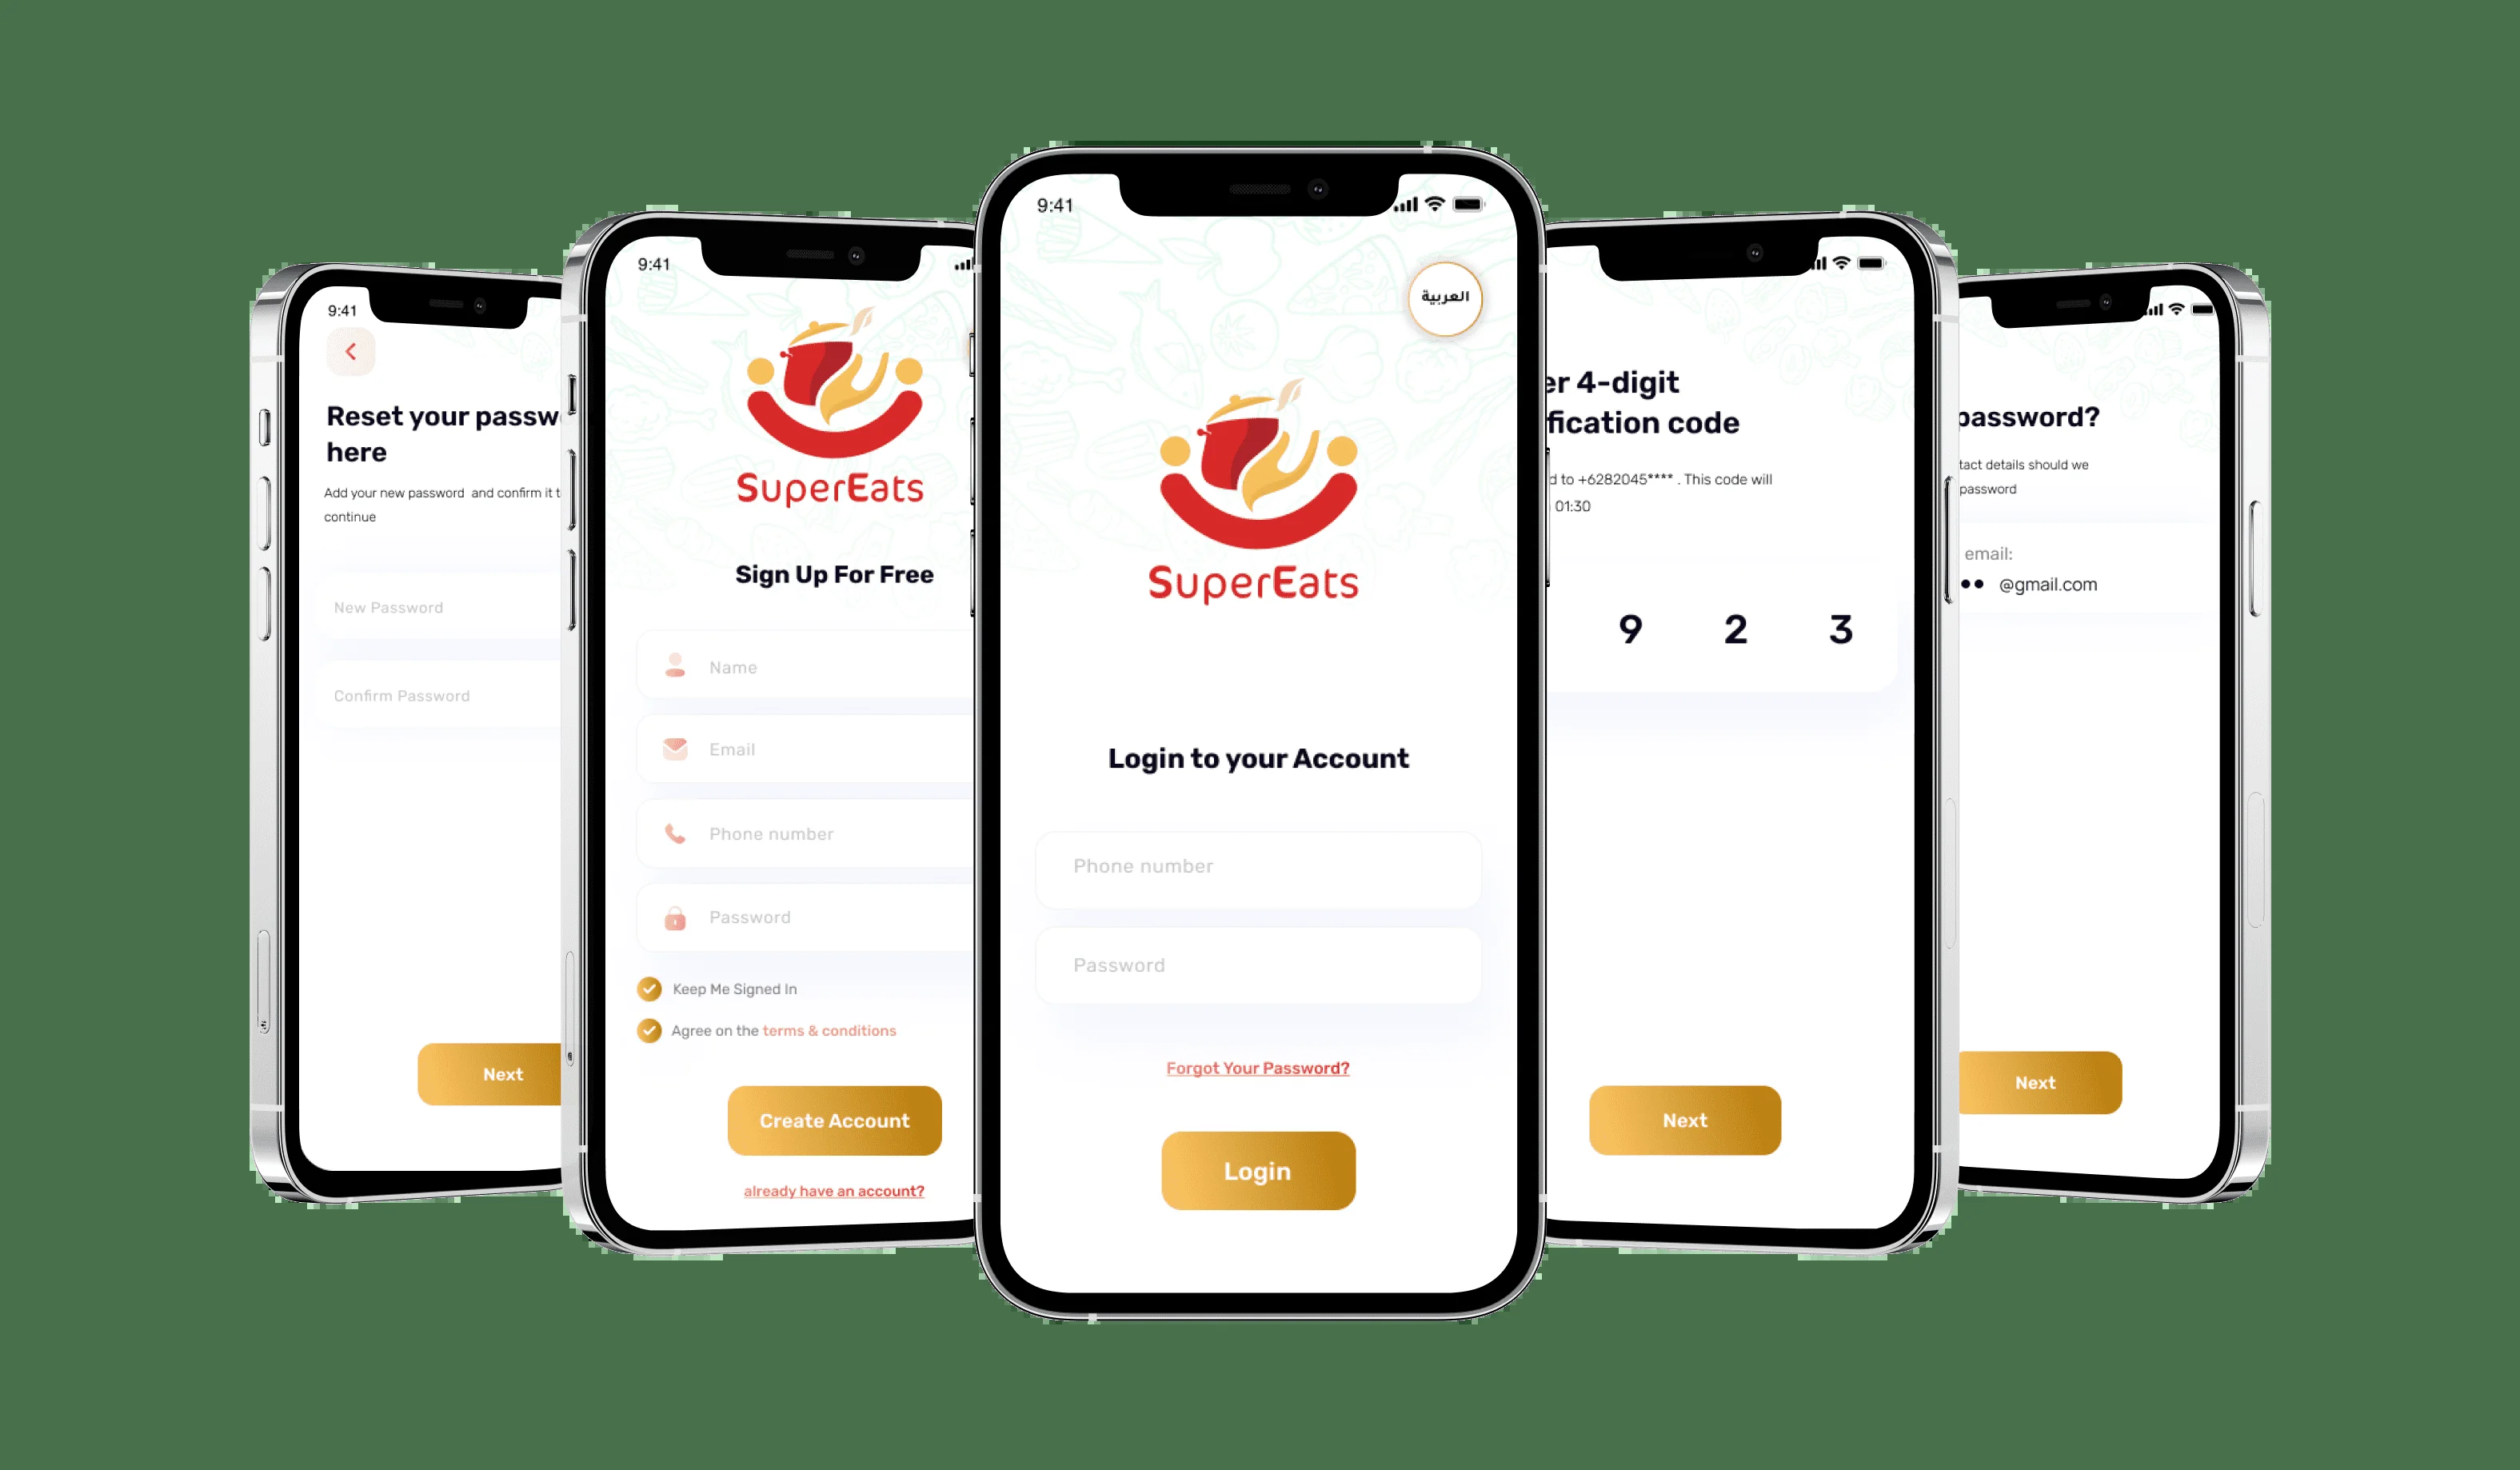 9:41
Reset your passw
here
Add your new password and confirm it t
continue
New Password
Confirm Password
Next
9:41
SuperEats
Sign Up For Free
Name
Email
Phone number
Password
Keep Me Signed In
Agree on the terms & conditions
Create Account
already have an account?
9:41
العربية
SuperEats
Login to your Account
Phone number
Password
Forgot Your Password?
Login
er 4-digit
fication code
d to +6282045**** . This code will
01:30
9 2 3
Next
password?
tact details should we
password
email:
•• @gmail.com
Next